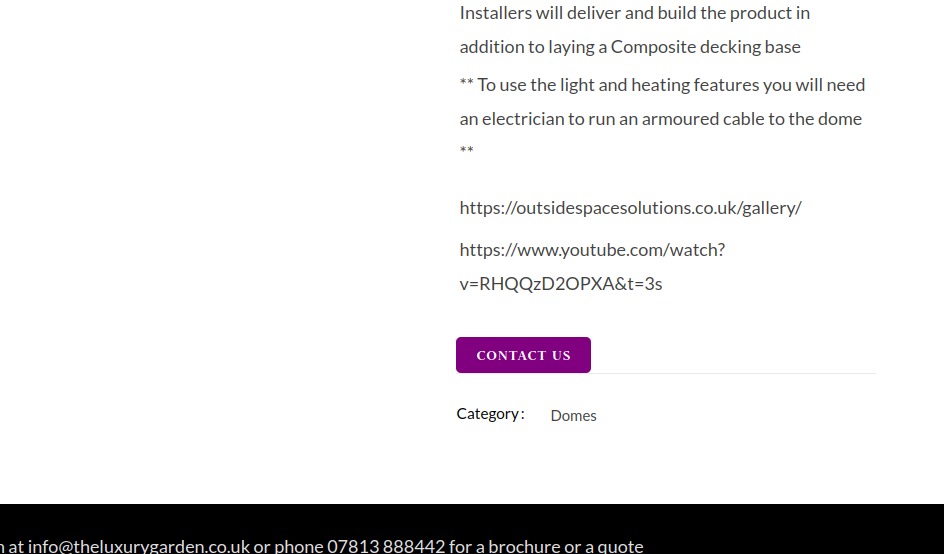 Installers will deliver and build the product in
addition to laying a Composite decking base
** To use the light and heating features you will need
an electrician to run an armoured cable to the dome
**
https://outsidespacesolutions.co.uk/gallery/
https://www.youtube.com/watch?
v=RHQQzD2OPXA&t=3s
CONTACT US
Category: Domes
at info@theluxurygarden.co.uk or phone 07813 888442 for a brochure or a quote